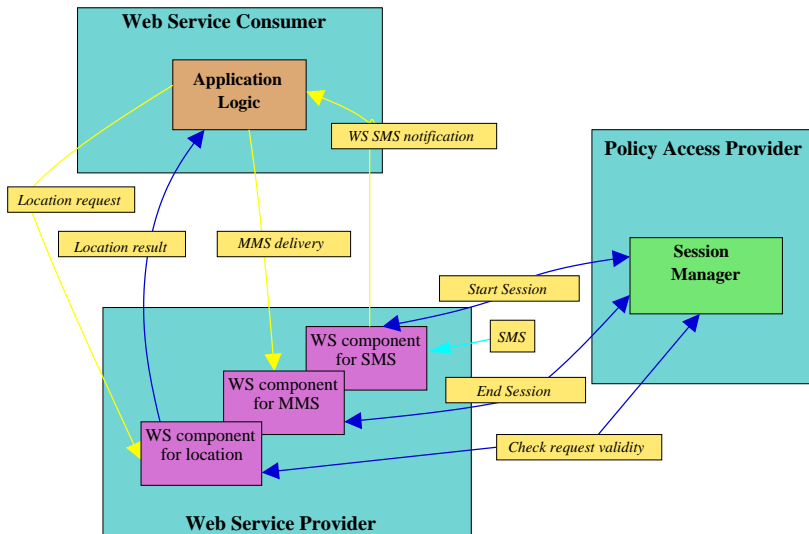 Web Service Consumer
Application
Logic
WS SMS notification
Policy Access Provider
Location request
Location result
MMS delivery
Session
Manager
Start Session
SMS
WS component
for SMS
WS component
for MMS
End Session
WS component
for location
Check request validity
Web Service Provider